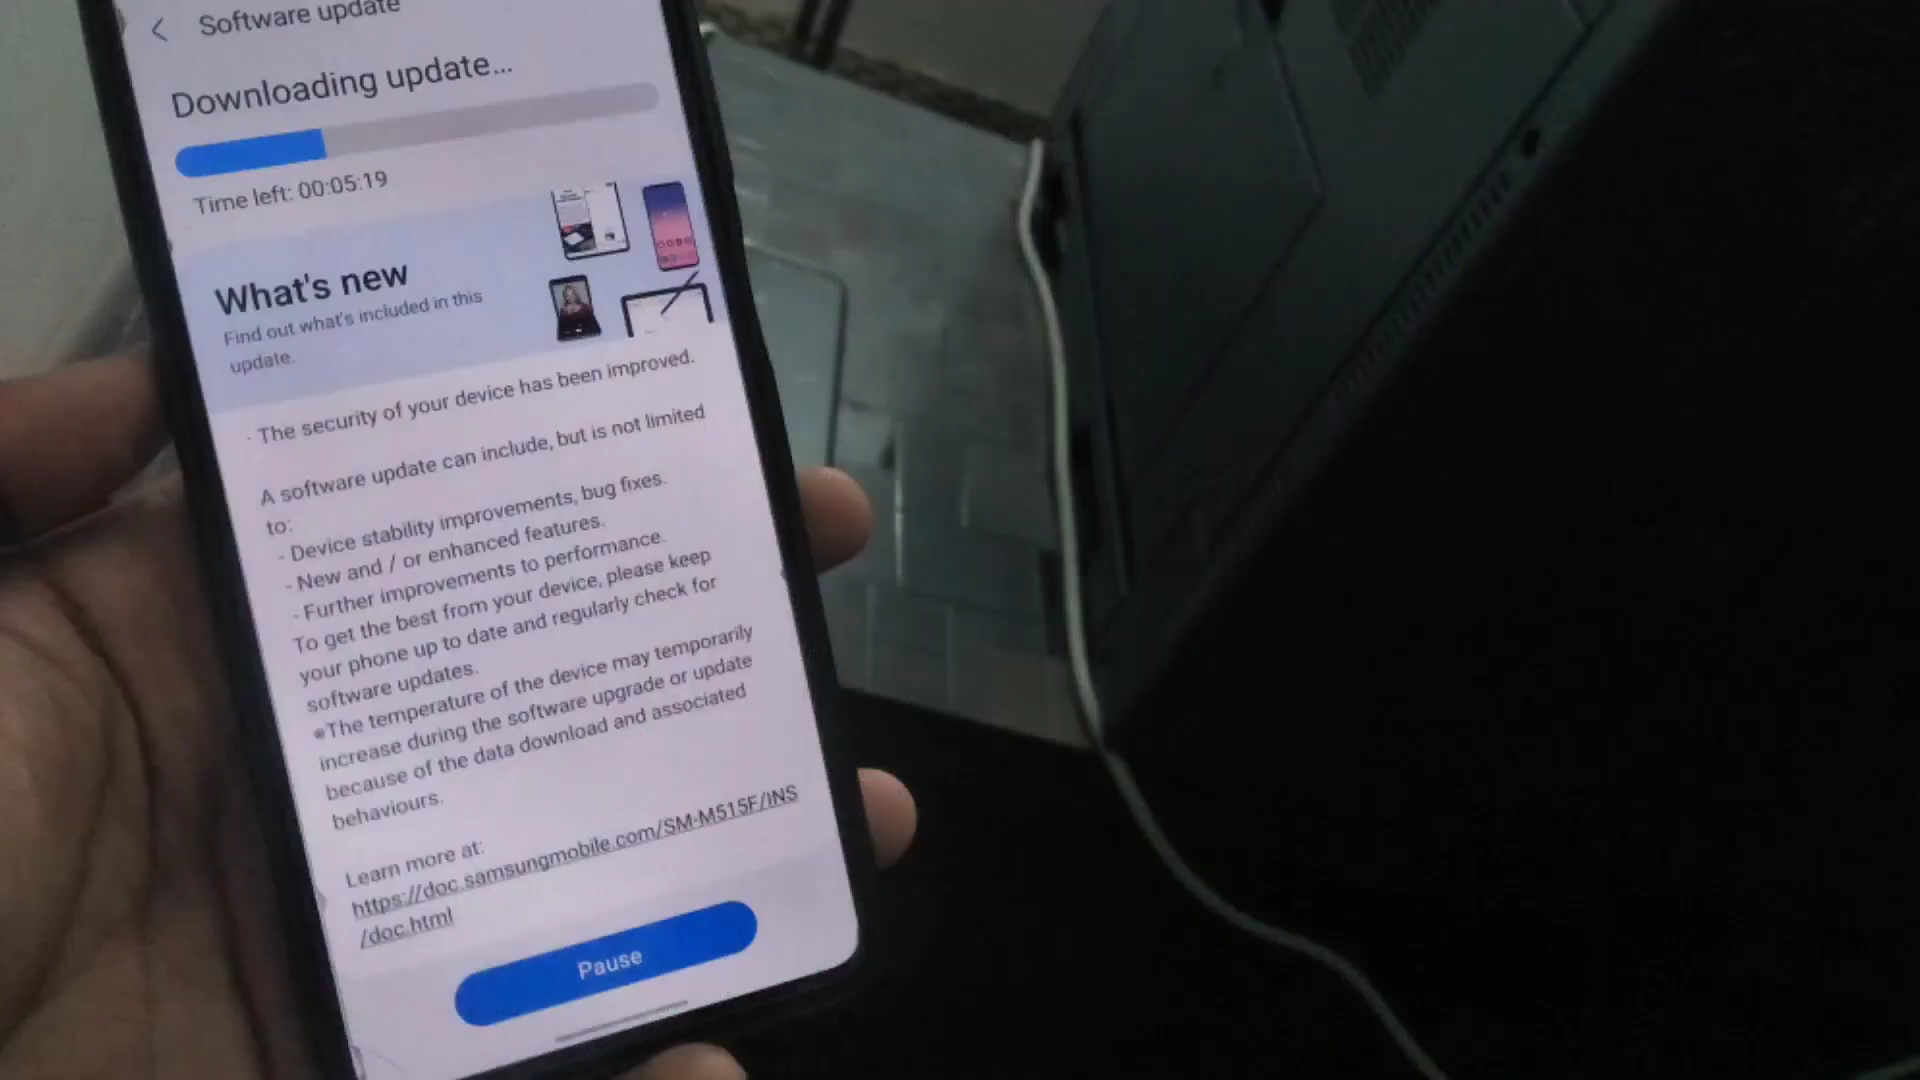 Software update
Downloading update...
Time left: 00:05:19
What's new
Find out what's included in this
update.
- The security of your device has been improved.
A software update can include, but is not limited
to:
- Device stability improvements, bug fixes.
- New and / or enhanced features.
- Further improvements to performance.
To get the best from your device, please keep
your phone up to date and regularly check for
software updates.
※The temperature of the device may temporarily
increase during the software upgrade or update
because of the data download and associated
behaviours.
Learn more at:
https://doc.samsungmobile.com/SM-M515F/INS
/doc.html
Pause